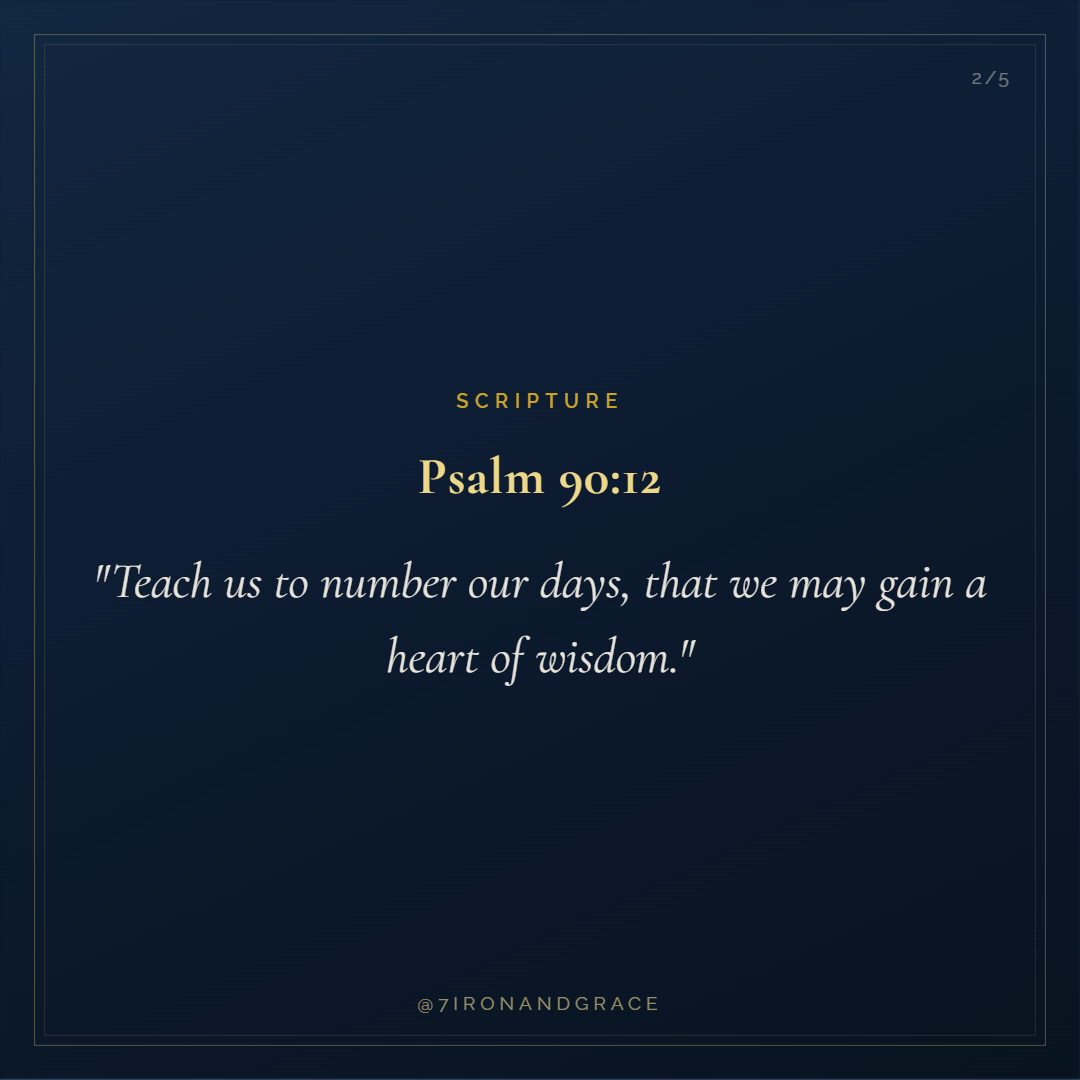 2/5
SCRIPTURE
Psalm 90:12
"Teach us to number our days, that we may gain a
heart of wisdom."
@7IRONANDGRACE